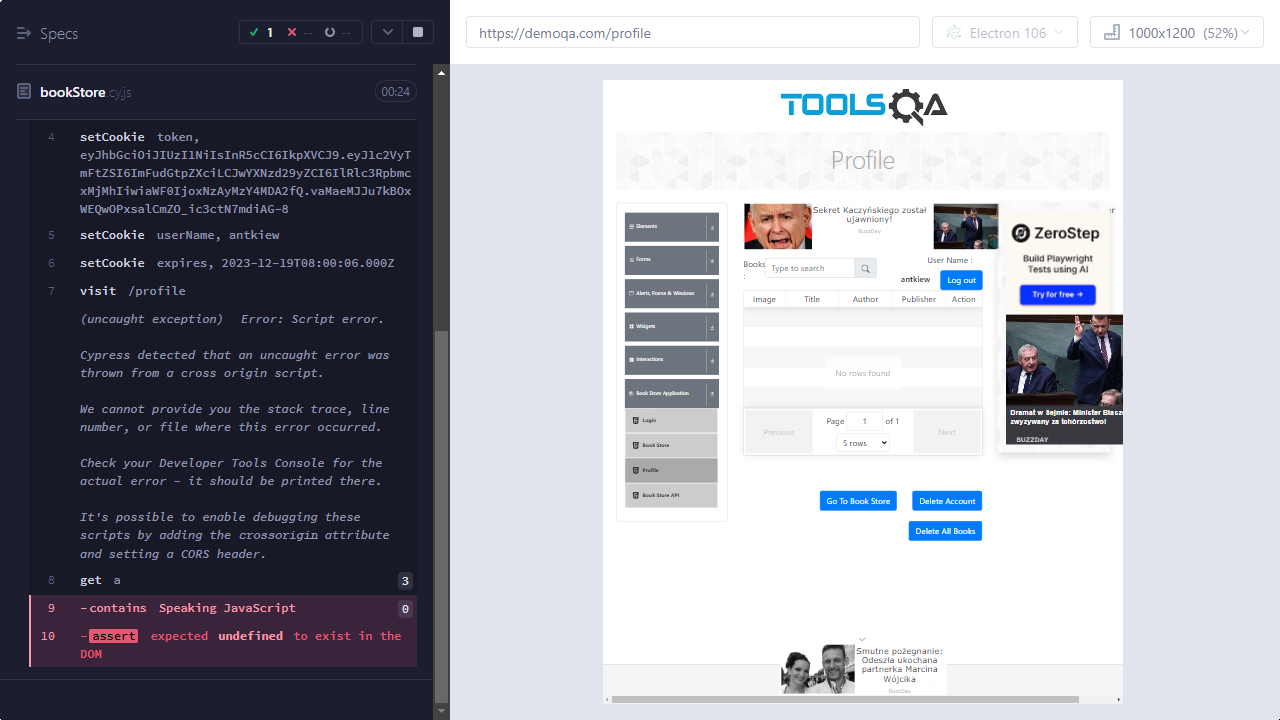 Specs
1
--
--
https://demoqa.com/profile
Electron 106
1000x1200 (52%)
bookStore.cy.js
00:24
4 setCookie token,
eyJhbGciOiJIUzI1NiIsInR5cCI6IkpXVCJ9.eyJ1c2VyT
mFtZSI6ImFudGtpZXciLCJwYXNzd29yZCI6IlRlc3Rpbmc
xMjMhIiwiaWF0IjoxNzAyMzY4MDA2fQ.vaMaeMJJu7kBOx
WEQwOPxsalCmZO_ic3ctN7mdiAG-8
5 setCookie userName, antkiew
6 setCookie expires, 2023-12-19T08:00:06.000Z
7 visit /profile
(uncaught exception) Error: Script error.
Cypress detected that an uncaught error was
thrown from a cross origin script.
We cannot provide you the stack trace, line
number, or file where this error occurred.
Check your Developer Tools Console for the
actual error - it should be printed there.
It's possible to enable debugging these
scripts by adding the crossorigin attribute
and setting a CORS header.
8 get a 3
9 -contains Speaking JavaScript 0
10 -assert expected undefined to exist in the
DOM
TOOLSQA
Profile
Elements
Forms
Alerts, Frame & Windows
Widgets
Interactions
Book Store Application
Login
Book Store
Profile
Book Store API
Sekret Kaczyńskiego został
ujawniony!
BuzzDay
Books
:
Type to search
User Name :
antkiew
Log out
Image Title Author Publisher Action
No rows found
Previous
Page 1 of 1
5 rows
Next
Go To Book Store
Delete Account
Delete All Books
ZeroStep
Build Playwright
Tests using AI
Try for free →
Dramat w Sejmie: Minister Błaszc
zwyzywany za tchórzostwo!
BUZZDAY
Smutne pożegnanie:
Odeszła ukochana
partnerka Marcina
Wójcika
BuzzDay